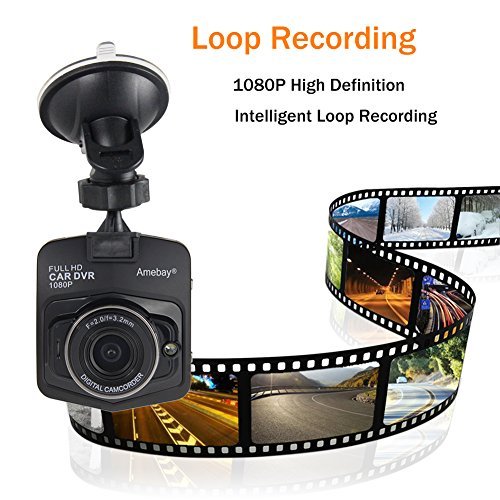 Loop Recording
1080P High Definition
Intelligent Loop Recording
FULL HD
CAR DVR
1080P
Amebay®
F=2.0/f=3.2mm
DIGITAL CAMCORDER